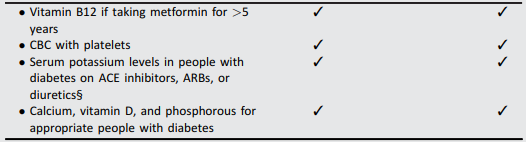 • Vitamin B12 if taking metformin for >5 ✓ ✓
years
• CBC with platelets ✓ ✓
• Serum potassium levels in people with ✓ ✓
diabetes on ACE inhibitors, ARBs, or
diuretics§
• Calcium, vitamin D, and phosphorous for ✓ ✓
appropriate people with diabetes